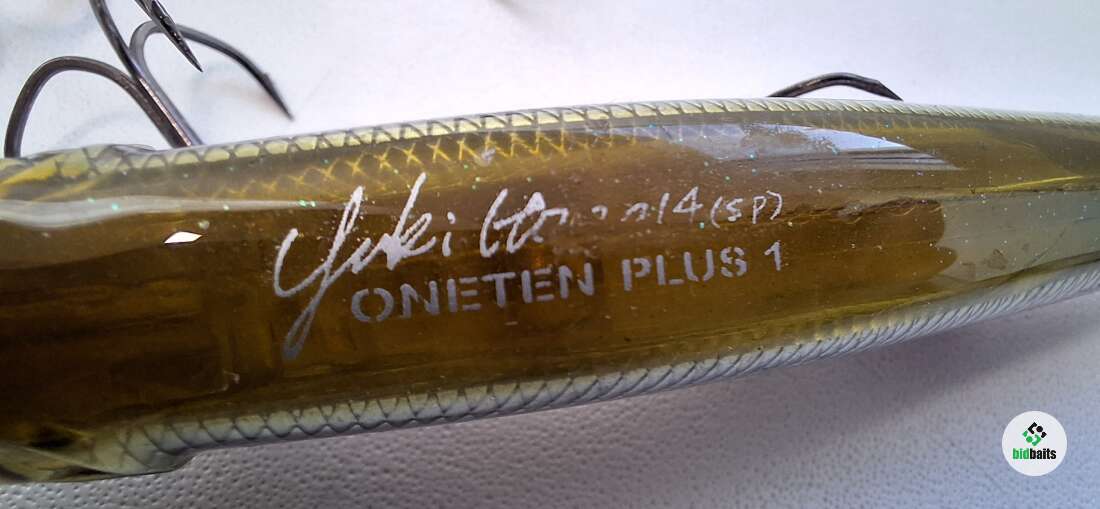 Yuki 14(SP)
ONETEN PLUS 1
bidbaits